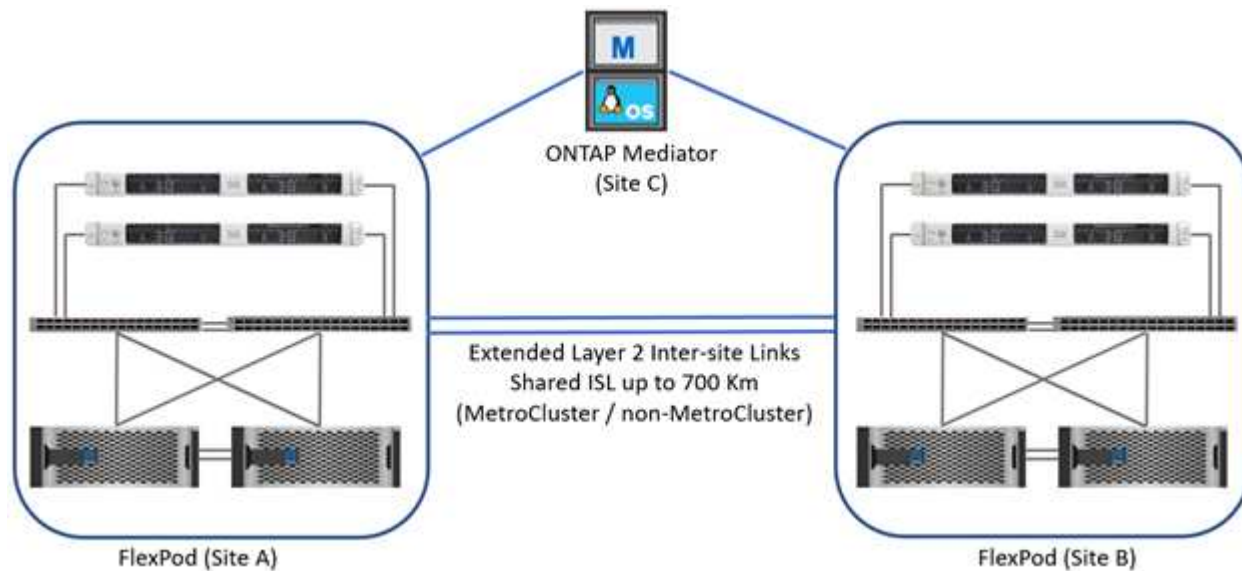 M
OS
ONTAP Mediator
(Site C)
Extended Layer 2 Inter-site Links
Shared ISL up to 700 Km
(MetroCluster / non-MetroCluster)
FlexPod (Site A)
FlexPod (Site B)